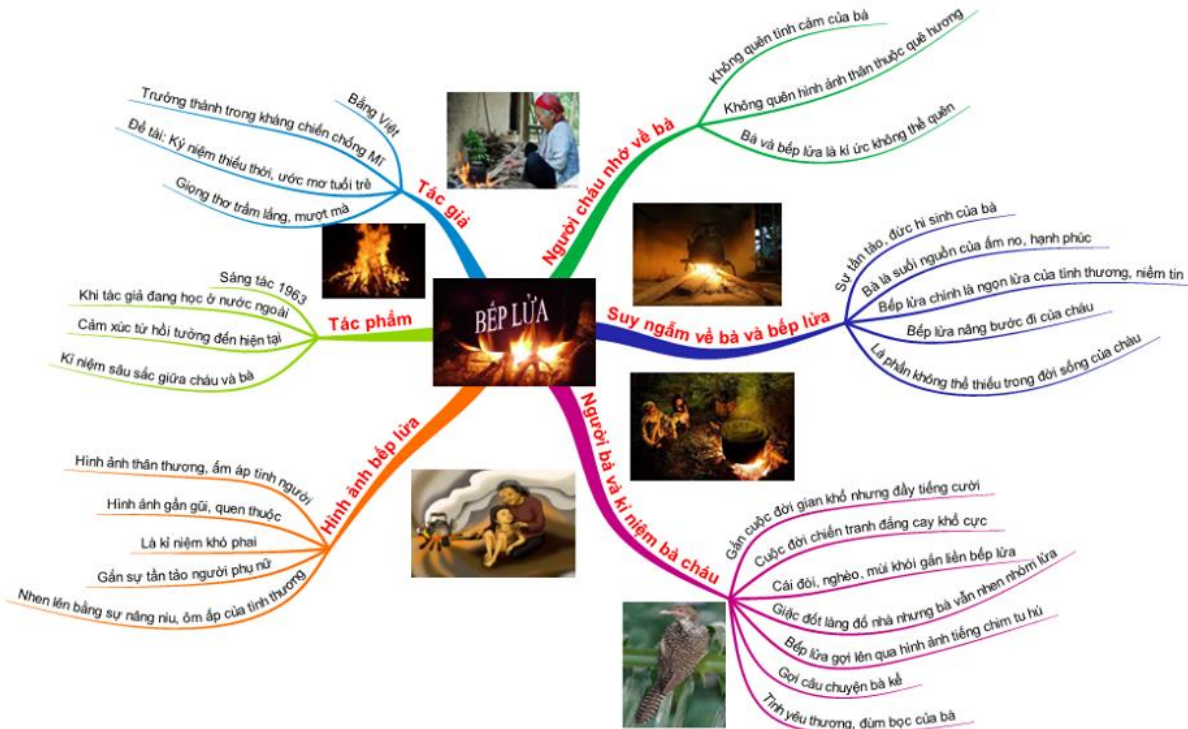 BẾP LỬA
Tác giả
Bằng Việt
Trưởng thành trong kháng chiến chống Mĩ
Đề tài: Kỷ niệm thiếu thời, ước mơ tuổi trẻ
Giọng thơ trầm lắng, mượt mà
Tác phẩm
Sáng tác 1963
Khi tác giả đang học ở nước ngoài
Cảm xúc từ hồi tưởng đến hiện tại
Kỉ niệm sâu sắc giữa cháu và bà
Hình ảnh bếp lửa
Hình ảnh thân thương, ấm áp tình người
Hình ảnh gần gũi, quen thuộc
Là kỉ niệm khó phai
Gắn sự tần tảo người phụ nữ
Nhen lên bằng sự nâng niu, ôm ấp của tình thương
Người cháu nhớ về bà
Không quên tình cảm của bà
Không quên hình ảnh thân thuộc quê hương
Bà và bếp lửa là kí ức không thể quên
Suy ngẫm về bà và bếp lửa
Sự tần tảo, đức hi sinh của bà
Bà là suối nguồn của ấm no, hạnh phúc
Bếp lửa chính là ngọn lửa của tình thương, niềm tin
Bếp lửa nâng bước đi của cháu
Là phần không thể thiếu trong đời sống của cháu
Người bà và kỉ niệm bà cháu
Gắn cuộc đời gian khổ nhưng đầy tiếng cười
Cuộc đời chiến tranh đắng cay khổ cực
Cái đói, nghèo, mùi khói gắn liền bếp lửa
Giặc đốt làng đổ nhà nhưng bà vẫn nhen nhóm lửa
Bếp lửa gợi lên qua hình ảnh tiếng chim tu hú
Gợi câu chuyện bà kể
Tình yêu thương, đùm bọc của bà